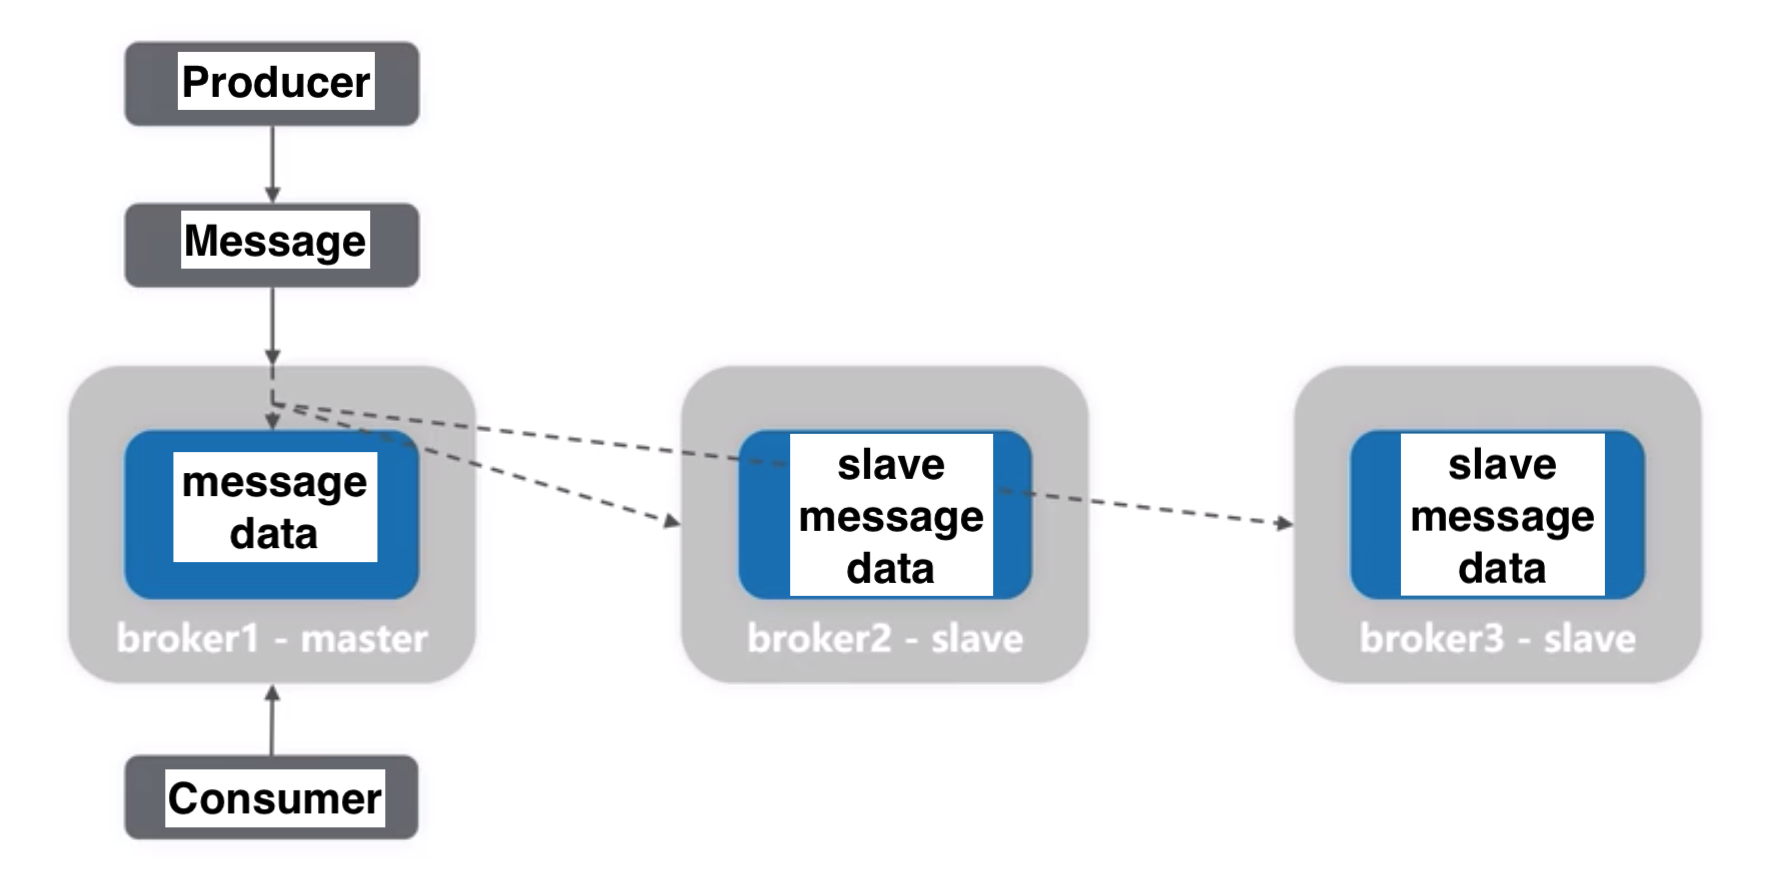 Producer
Message
message
data
broker1 - master
slave
message
data
broker2 - slave
slave
message
data
broker3 - slave
Consumer